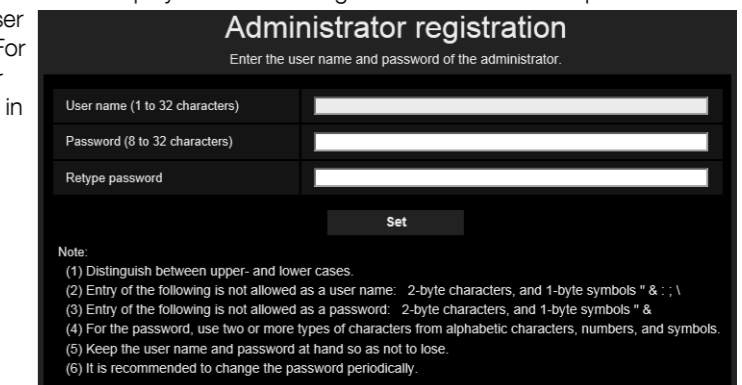 ser
For
in
Administrator registration
Enter the user name and password of the administrator.
User name (1 to 32 characters)
Password (8 to 32 characters)
Retype password
Set
Note:
(1) Distinguish between upper- and lower cases.
(2) Entry of the following is not allowed as a user name: 2-byte characters, and 1-byte symbols " & : ; \
(3) Entry of the following is not allowed as a password: 2-byte characters, and 1-byte symbols " &
(4) For the password, use two or more types of characters from alphabetic characters, numbers, and symbols.
(5) Keep the user name and password at hand so as not to lose.
(6) It is recommended to change the password periodically.